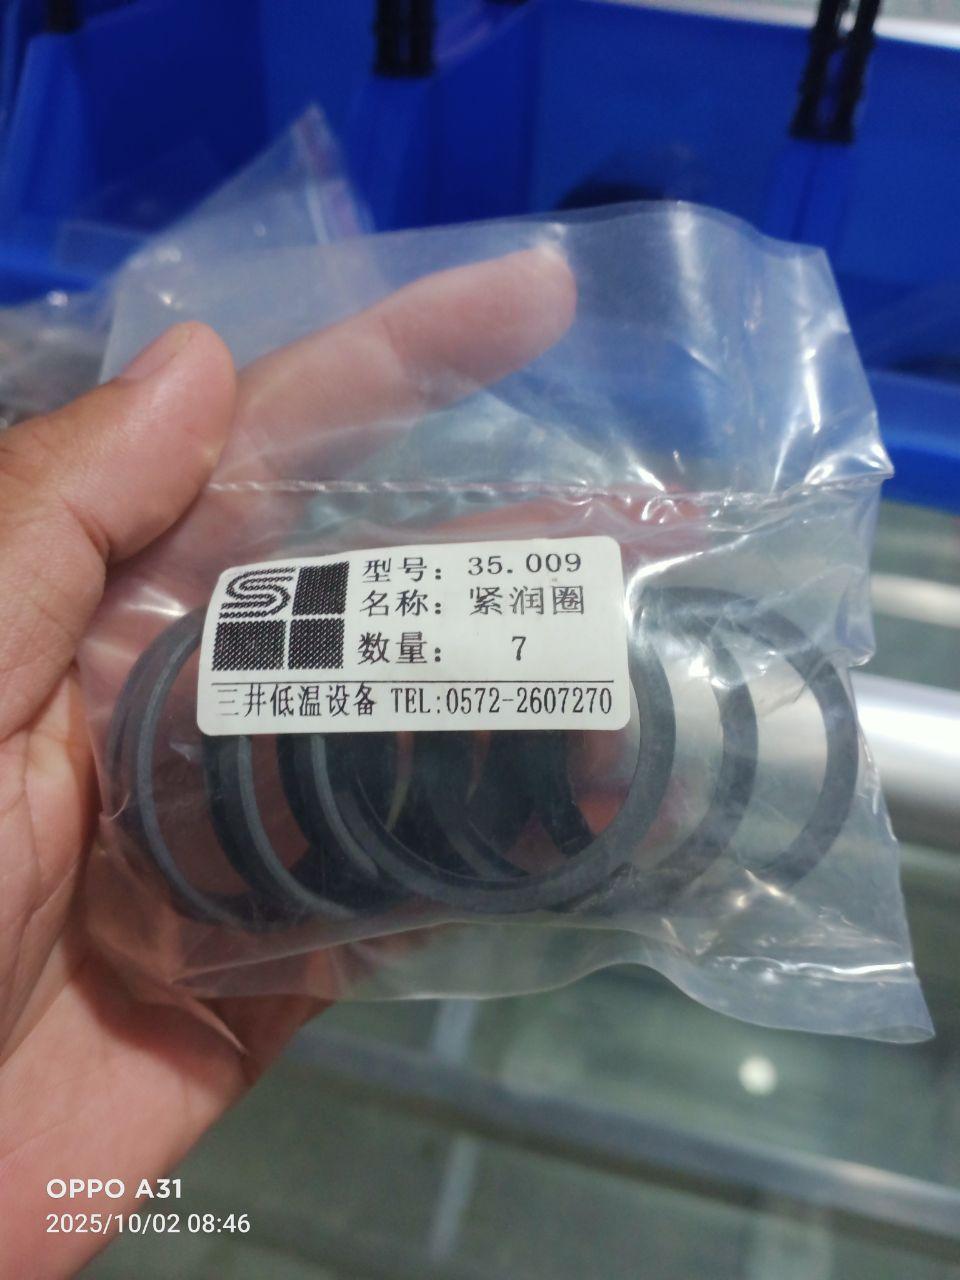 型号: 35.009
名称: 紧润圈
数量: 7
三井低温设备 TEL:0572-2607270
OPPO A31
2025/10/02 08:46